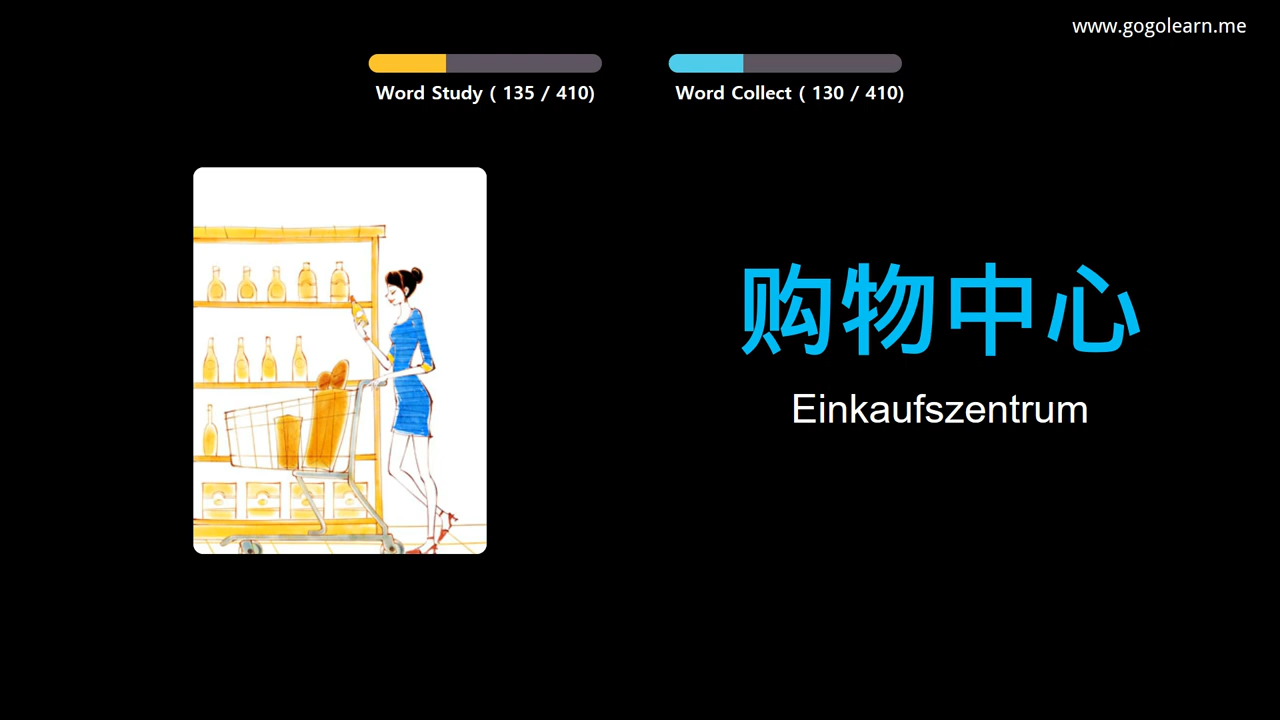 www.gogolearn.me
Word Study ( 135 / 410)
Word Collect ( 130 / 410)
购物中心
Einkaufszentrum